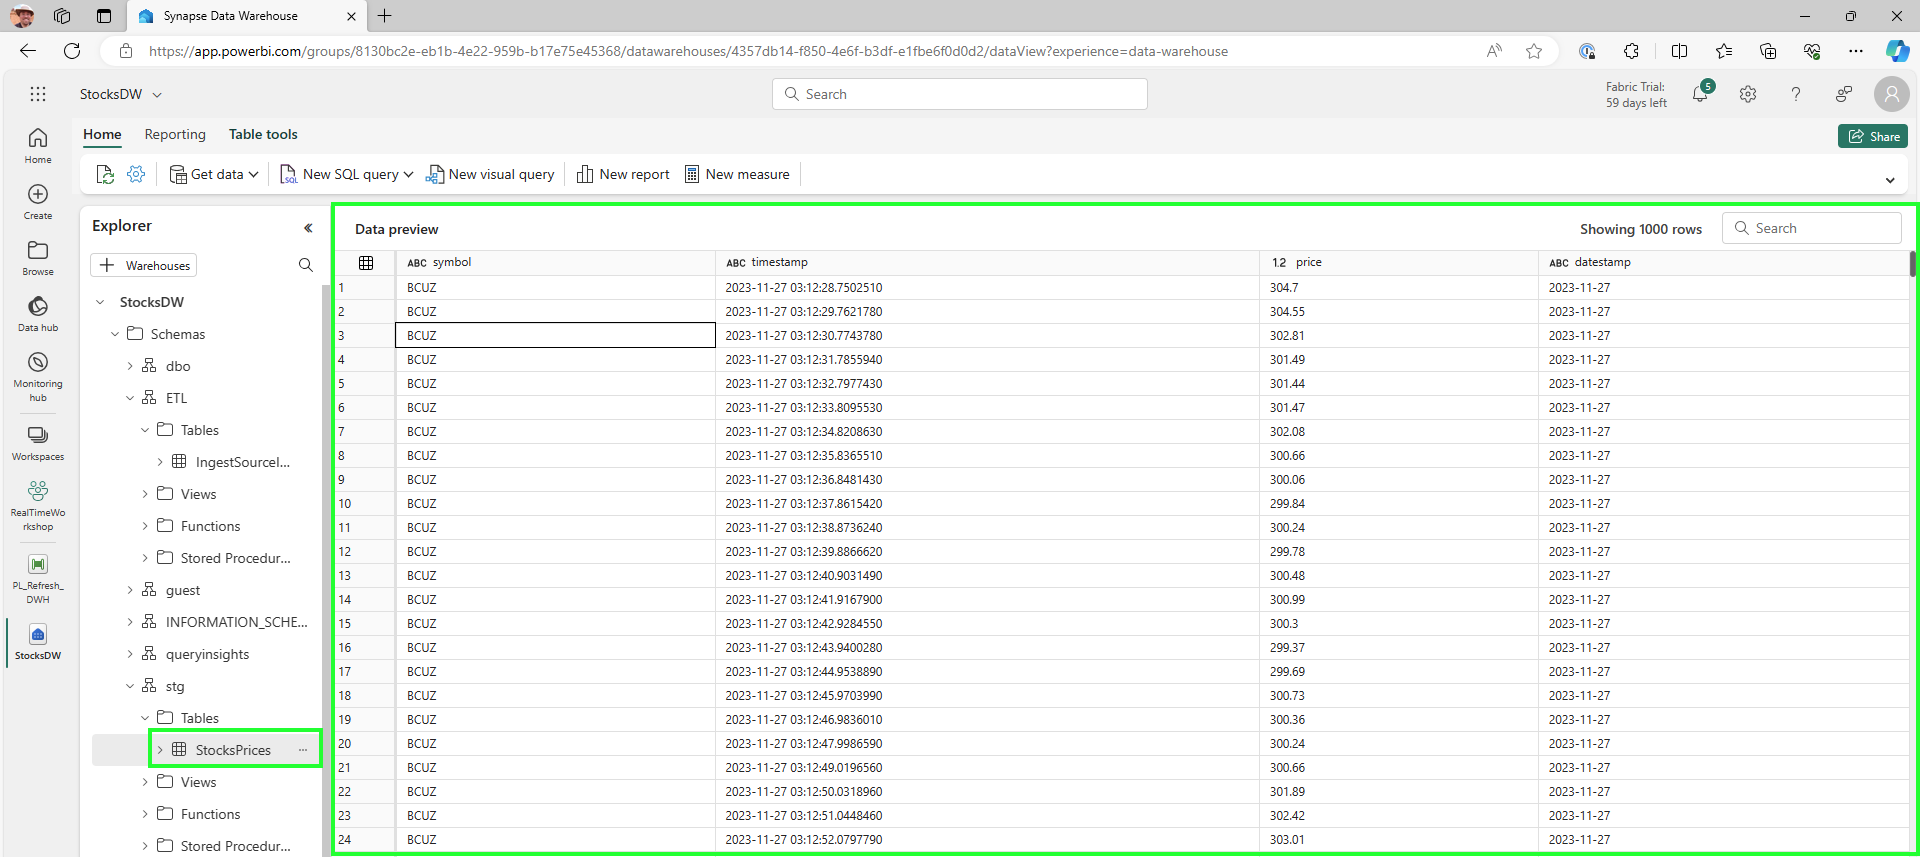 Synapse Data Warehouse
https://app.powerbi.com/groups/8130bc2e-eb1b-4e22-959b-b17e75e45368/datawarehouses/4357db14-f850-4e6f-b3df-e1fbe6f0d0d2/dataView?experience=data-warehouse
StocksDW
Search
Fabric Trial:
59 days left
5
Home Reporting Table tools
Share
Get data New SQL query New visual query New report New measure
Home
Create
Browse
Data hub
Monitoring
hub
Workspaces
RealTimeWo
rkshop
PL_Refresh_
DWH
StocksDW
Explorer
Warehouses
StocksDW
Schemas
dbo
ETL
Tables
IngestSourceI...
Views
Functions
Stored Procedur...
guest
INFORMATION_SCHE...
queryinsights
stg
Tables
StocksPrices ...
Views
Functions
Stored Procedur...
Data preview Showing 1000 rows Search
ABC symbol ABC timestamp 1.2 price ABC datestamp
1 BCUZ 2023-11-27 03:12:28.7502510 304.7 2023-11-27
2 BCUZ 2023-11-27 03:12:29.7621780 304.55 2023-11-27
3 BCUZ 2023-11-27 03:12:30.7743780 302.81 2023-11-27
4 BCUZ 2023-11-27 03:12:31.7855940 301.49 2023-11-27
5 BCUZ 2023-11-27 03:12:32.7977430 301.44 2023-11-27
6 BCUZ 2023-11-27 03:12:33.8095530 301.47 2023-11-27
7 BCUZ 2023-11-27 03:12:34.8208630 302.08 2023-11-27
8 BCUZ 2023-11-27 03:12:35.8365510 300.66 2023-11-27
9 BCUZ 2023-11-27 03:12:36.8481430 300.06 2023-11-27
10 BCUZ 2023-11-27 03:12:37.8615420 299.84 2023-11-27
11 BCUZ 2023-11-27 03:12:38.8736240 300.24 2023-11-27
12 BCUZ 2023-11-27 03:12:39.8866620 299.78 2023-11-27
13 BCUZ 2023-11-27 03:12:40.9031490 300.48 2023-11-27
14 BCUZ 2023-11-27 03:12:41.9167900 300.99 2023-11-27
15 BCUZ 2023-11-27 03:12:42.9284550 300.3 2023-11-27
16 BCUZ 2023-11-27 03:12:43.9400280 299.37 2023-11-27
17 BCUZ 2023-11-27 03:12:44.9538890 299.69 2023-11-27
18 BCUZ 2023-11-27 03:12:45.9703990 300.73 2023-11-27
19 BCUZ 2023-11-27 03:12:46.9836010 300.36 2023-11-27
20 BCUZ 2023-11-27 03:12:47.9986590 300.24 2023-11-27
21 BCUZ 2023-11-27 03:12:49.0196560 300.66 2023-11-27
22 BCUZ 2023-11-27 03:12:50.0318960 301.89 2023-11-27
23 BCUZ 2023-11-27 03:12:51.0448460 302.42 2023-11-27
24 BCUZ 2023-11-27 03:12:52.0797790 303.01 2023-11-27